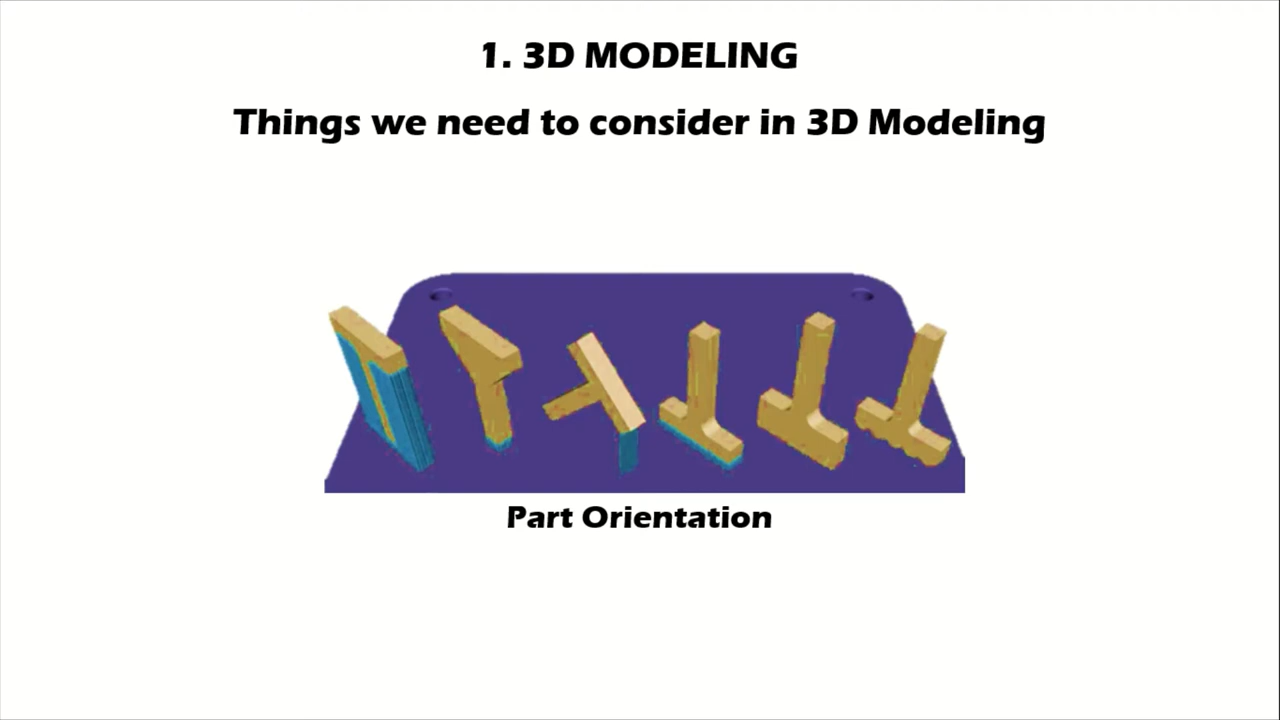 1. 3D MODELING
Things we need to consider in 3D Modeling
Part Orientation